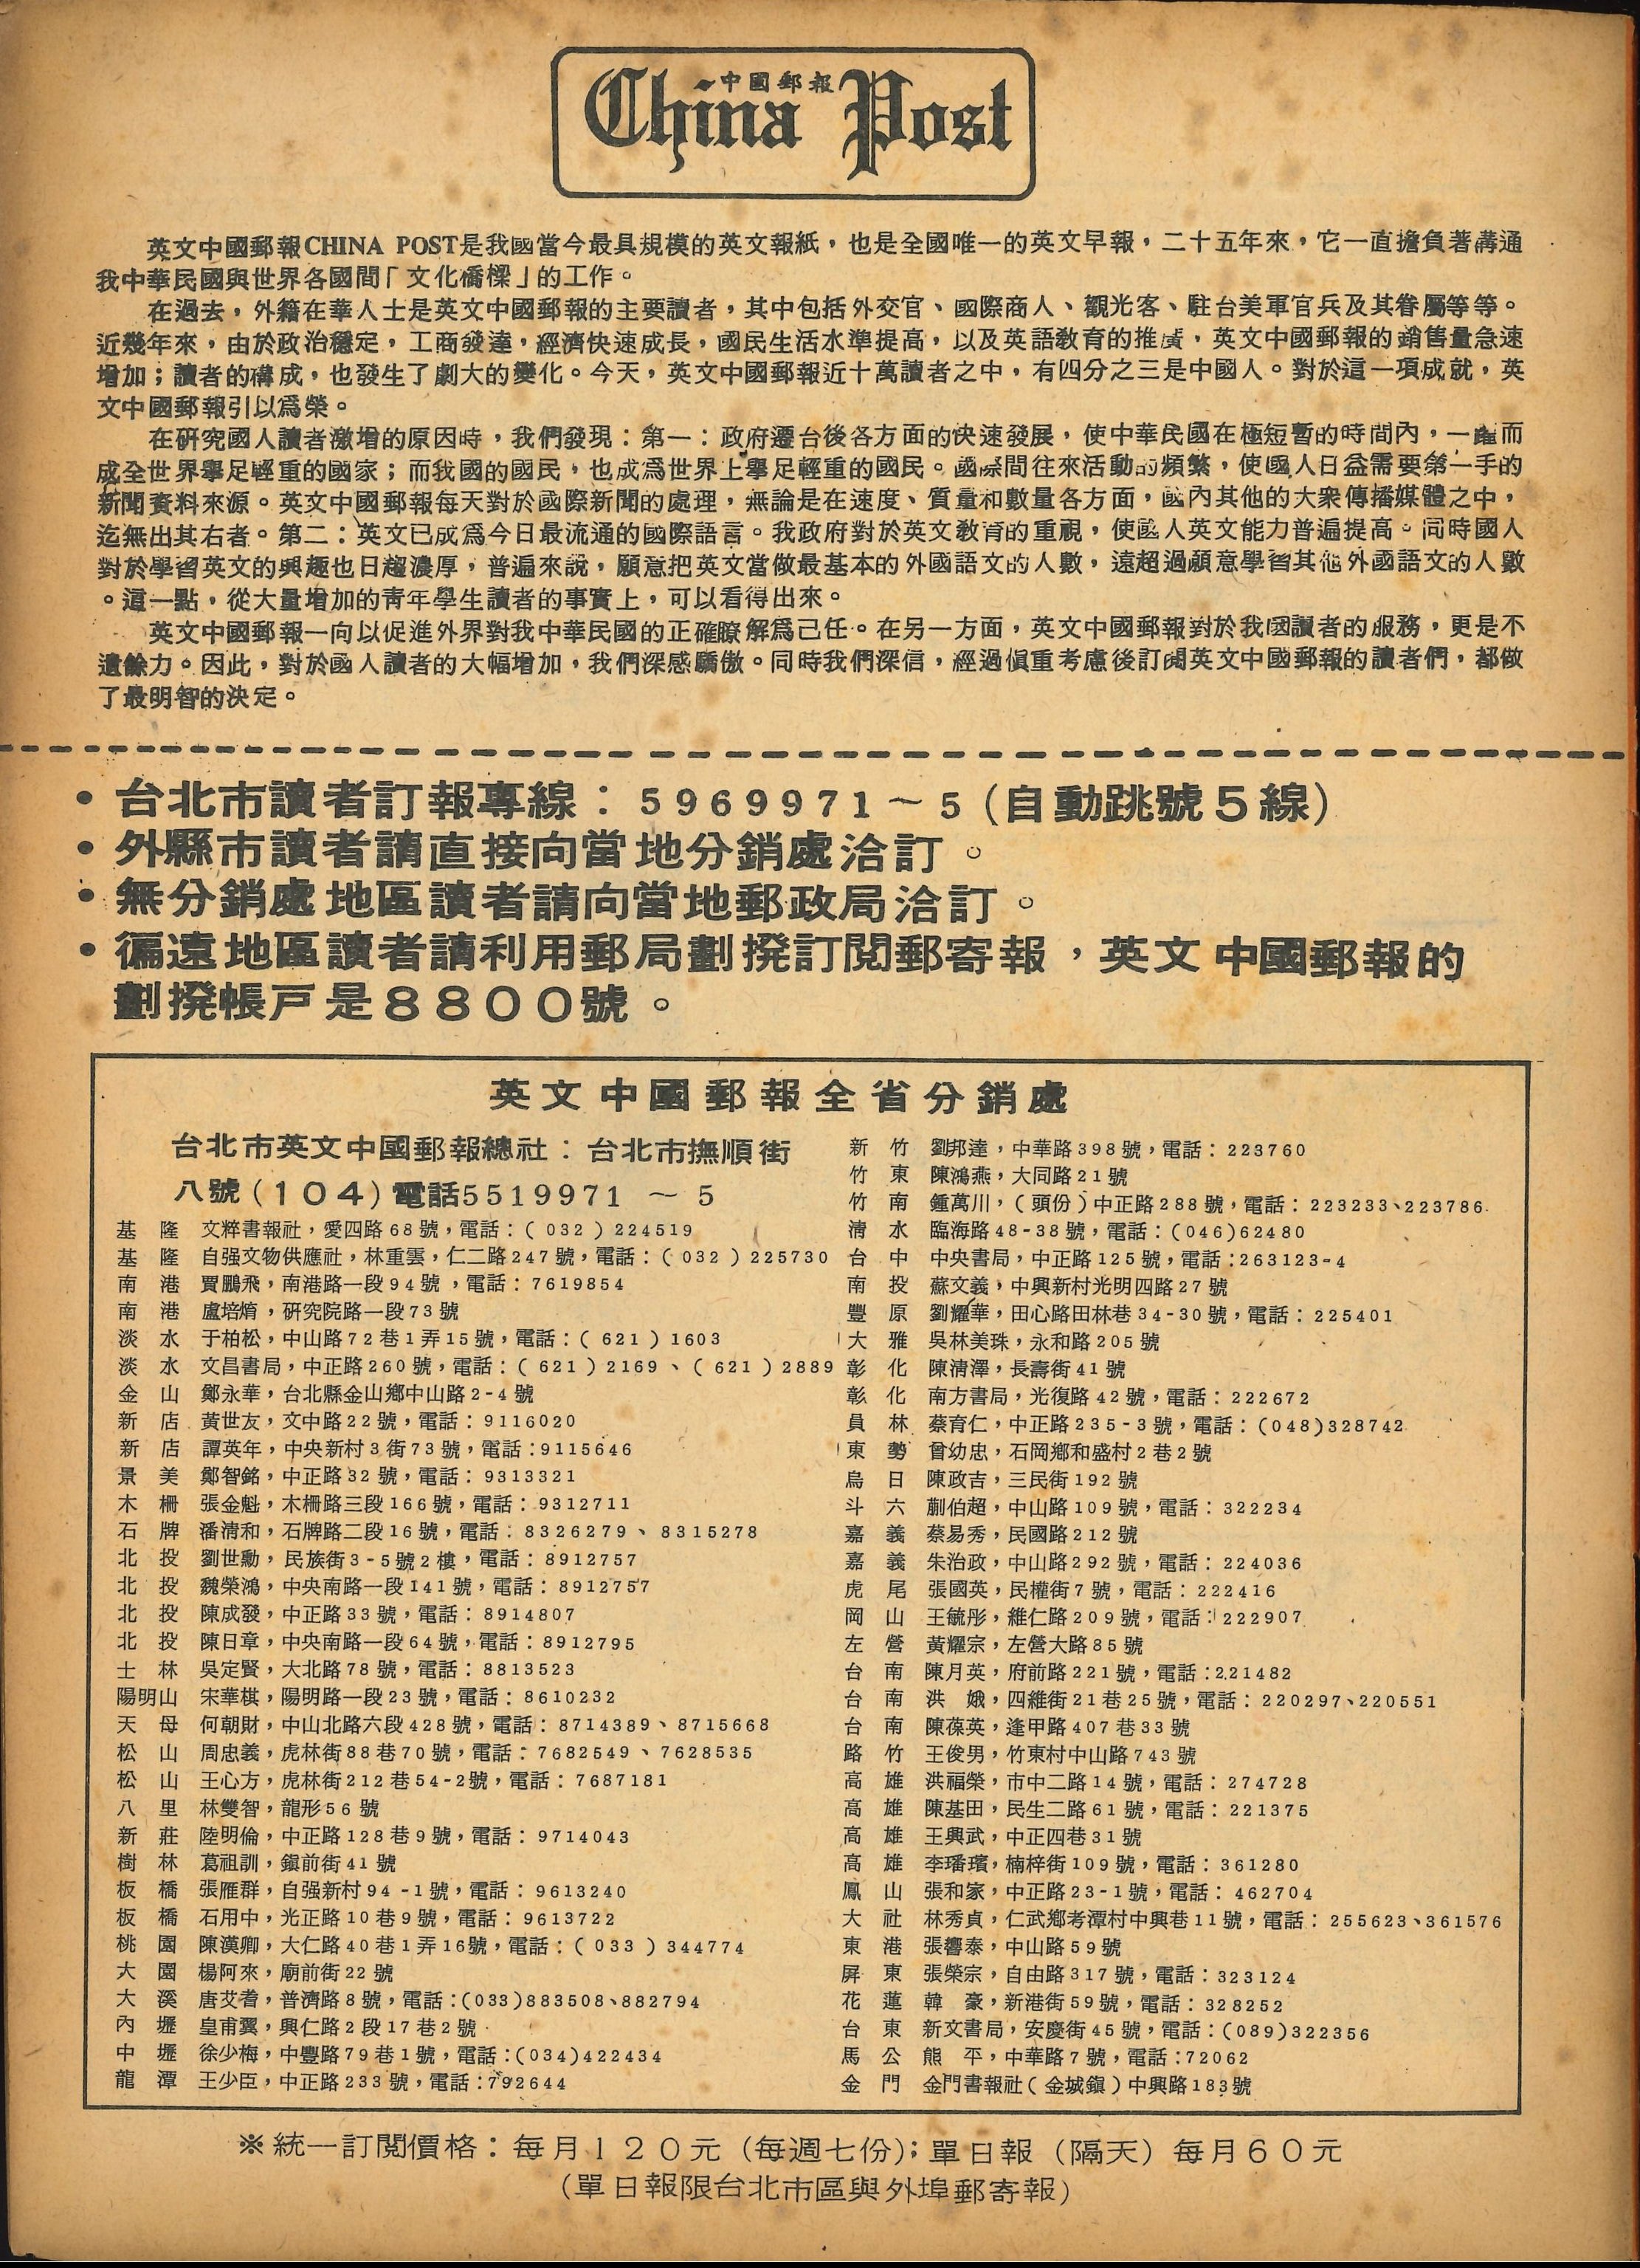 中國郵報
China Post
英文中國郵報CHINA POST是我國當今最具規模的英文報紙，也是全國唯一的英文早報，二十五年來，它一直擔負著溝通
我中華民國與世界各國間「文化橋樑」的工作。
在過去，外籍在華人士是英文中國郵報的主要讀者，其中包括外交官、國際商人、觀光客、駐台美軍官兵及其眷屬等等。
近幾年來，由於政治穩定，工商發達，經濟快速成長，國民生活水準提高，以及英語教育的推廣，英文中國郵報的銷售量急速
增加；讀者的構成，也發生了劇大的變化。今天，英文中國郵報近十萬讀者之中，有四分之三是中國人。對於這一項成就，英
文中國郵報引以爲榮。
在研究國人讀者激增的原因時，我們發現：第一：政府遷台後各方面的快速發展，使中華民國在極短暫的時間內，一躍而
成全世界舉足輕重的國家；而我國的國民，也成爲世界上舉足輕重的國民。國際間往來活動的頻繁，使國人日益需要第一手的
新聞資料來源。英文中國郵報每天對於國際新聞的處理，無論是在速度、質量和數量各方面，國內其他的大衆傳播媒體之中，
迄無出其右者。第二：英文已成爲今日最流通的國際語言。我政府對於英文教育的重視，使國人英文能力普遍提高。同時國人
對於學習英文的興趣也日趨濃厚，普遍來說，願意把英文當做最基本的外國語文的人數，遠超過願意學習其他外國語文的人數
。這一點，從大量增加的靑年學生讀者的事實上，可以看得出來。
英文中國郵報一向以促進外界對我中華民國的正確瞭解爲己任。在另一方面，英文中國郵報對於我國讀者的服務，更是不
遺餘力。因此，對於國人讀者的大幅增加，我們深感驕傲。同時我們深信，經過愼重考慮後訂閱英文中國郵報的讀者們，都做
了最明智的決定。
•台北市讀者訂報專線：5969971～5(自動跳號5線)
•外縣市讀者請直接向當地分銷處洽訂。
•無分銷處地區讀者請向當地郵政局洽訂。
•徧遠地區讀者請利用郵局劃撥訂閱郵寄報，英文中國郵報的
劃撥帳戶是8800號。
英文中國郵報全省分銷處
台北市英文中國郵報總社：台北市撫順街
八號(104)電話5519971～5
基隆 文粹書報社，愛四路68號，電話：(032)224519
基隆 自强文物供應社，林重雲，仁二路247號，電話：(032)225730
南港 賈鵬飛，南港路一段94號，電話：7619854
南港 盧培焴，研究院路一段73號
淡水 于柏松，中山路72巷1弄15號，電話：(621)1603
淡水 文昌書局，中正路260號，電話：(621)2169、(621)2889
金山 鄭永華，台北縣金山鄉中山路2-4號
新店 黃世友，文中路22號，電話：9116020
新店 譚英年，中央新村3街73號，電話：9115646
景美 鄭智銘，中正路32號，電話：9313321
木柵 張金魁，木柵路三段166號，電話：9312711
石牌 潘淸和，石牌路二段16號，電話：8326279、8315278
北投 劉世勳，民族街3-5號2樓，電話：8912757
北投 魏榮鴻，中央南路一段141號，電話：8912757
北投 陳成發，中正路33號，電話：8914807
北投 陳日章，中央南路一段64號，電話：8912795
士林 吳定賢，大北路78號，電話：8813523
陽明山 宋華棋，陽明路一段23號，電話：8610232
天母 何朝財，中山北路六段428號，電話：8714389、8715668
松山 周忠義，虎林街88巷70號，電話：7682549、7628535
松山 王心方，虎林街212巷54-2號，電話：7687181
八里 林雙智，龍形56號
新莊 陸明倫，中正路128巷9號，電話：9714043
樹林 葛祖訓，鎭前街41號
板橋 張雁群，自强新村94-1號，電話：9613240
板橋 石用中，光正路10巷9號，電話：9613722
桃園 陳漢卿，大仁路40巷1弄16號，電話：(033)344774
大園 楊阿來，廟前街22號
大溪 唐艾着，普濟路8號，電話：(033)883508、882794
內壢 皇甫翼，興仁路2段17巷2號
中壢 徐少梅，中豐路79巷1號，電話：(034)422434
龍潭 王少臣，中正路233號，電話：792644
新竹 劉邦達，中華路398號，電話：223760
竹東 陳鴻燕，大同路21號
竹南 鍾萬川，(頭份)中正路288號，電話：223233、223786
淸水 臨海路48-38號，電話：(046)62480
台中 中央書局，中正路125號，電話：263123-4
南投 蘇文義，中興新村光明四路27號
豐原 劉耀華，田心路田林巷34-30號，電話：225401
大雅 吳林美珠，永和路205號
彰化 陳淸澤，長壽街41號
彰化 南方書局，光復路42號，電話：222672
員林 蔡育仁，中正路235-3號，電話：(048)328742
東勢 曾幼忠，石岡鄉和盛村2巷2號
烏日 陳政吉，三民街192號
斗六 蒯伯超，中山路109號，電話：322234
嘉義 蔡易秀，民國路212號
嘉義 朱治政，中山路292號，電話：224036
虎尾 張國英，民權街7號，電話：222416
岡山 王毓彤，維仁路209號，電話：222907
左營 黃耀宗，左營大路85號
台南 陳月英，府前路221號，電話：221482
台南 洪 娥，四維街21巷25號，電話：220297、220551
台南 陳葆英，逢甲路407巷33號
路竹 王俊男，竹東村中山路743號
高雄 洪福榮，市中二路14號，電話：274728
高雄 陳基田，民生二路61號，電話：221375
高雄 王興武，中正四巷31號
高雄 李璠璸，楠梓街109號，電話：361280
鳳山 張和家，中正路23-1號，電話：462704
大社 林秀貞，仁武鄉考潭村中興巷11號，電話：255623、361576
東港 張響泰，中山路59號
屛東 張榮宗，自由路317號，電話：323124
花蓮 韓 豪，新港街59號，電話：328252
台東 新文書局，安慶街45號，電話：(089)322356
馬公 熊 平，中華路7號，電話：72062
金門 金門書報社(金城鎭)中興路183號
※統一訂閱價格：每月120元(每週七份)；單日報(隔天)每月60元
(單日報限台北市區與外埠郵寄報)